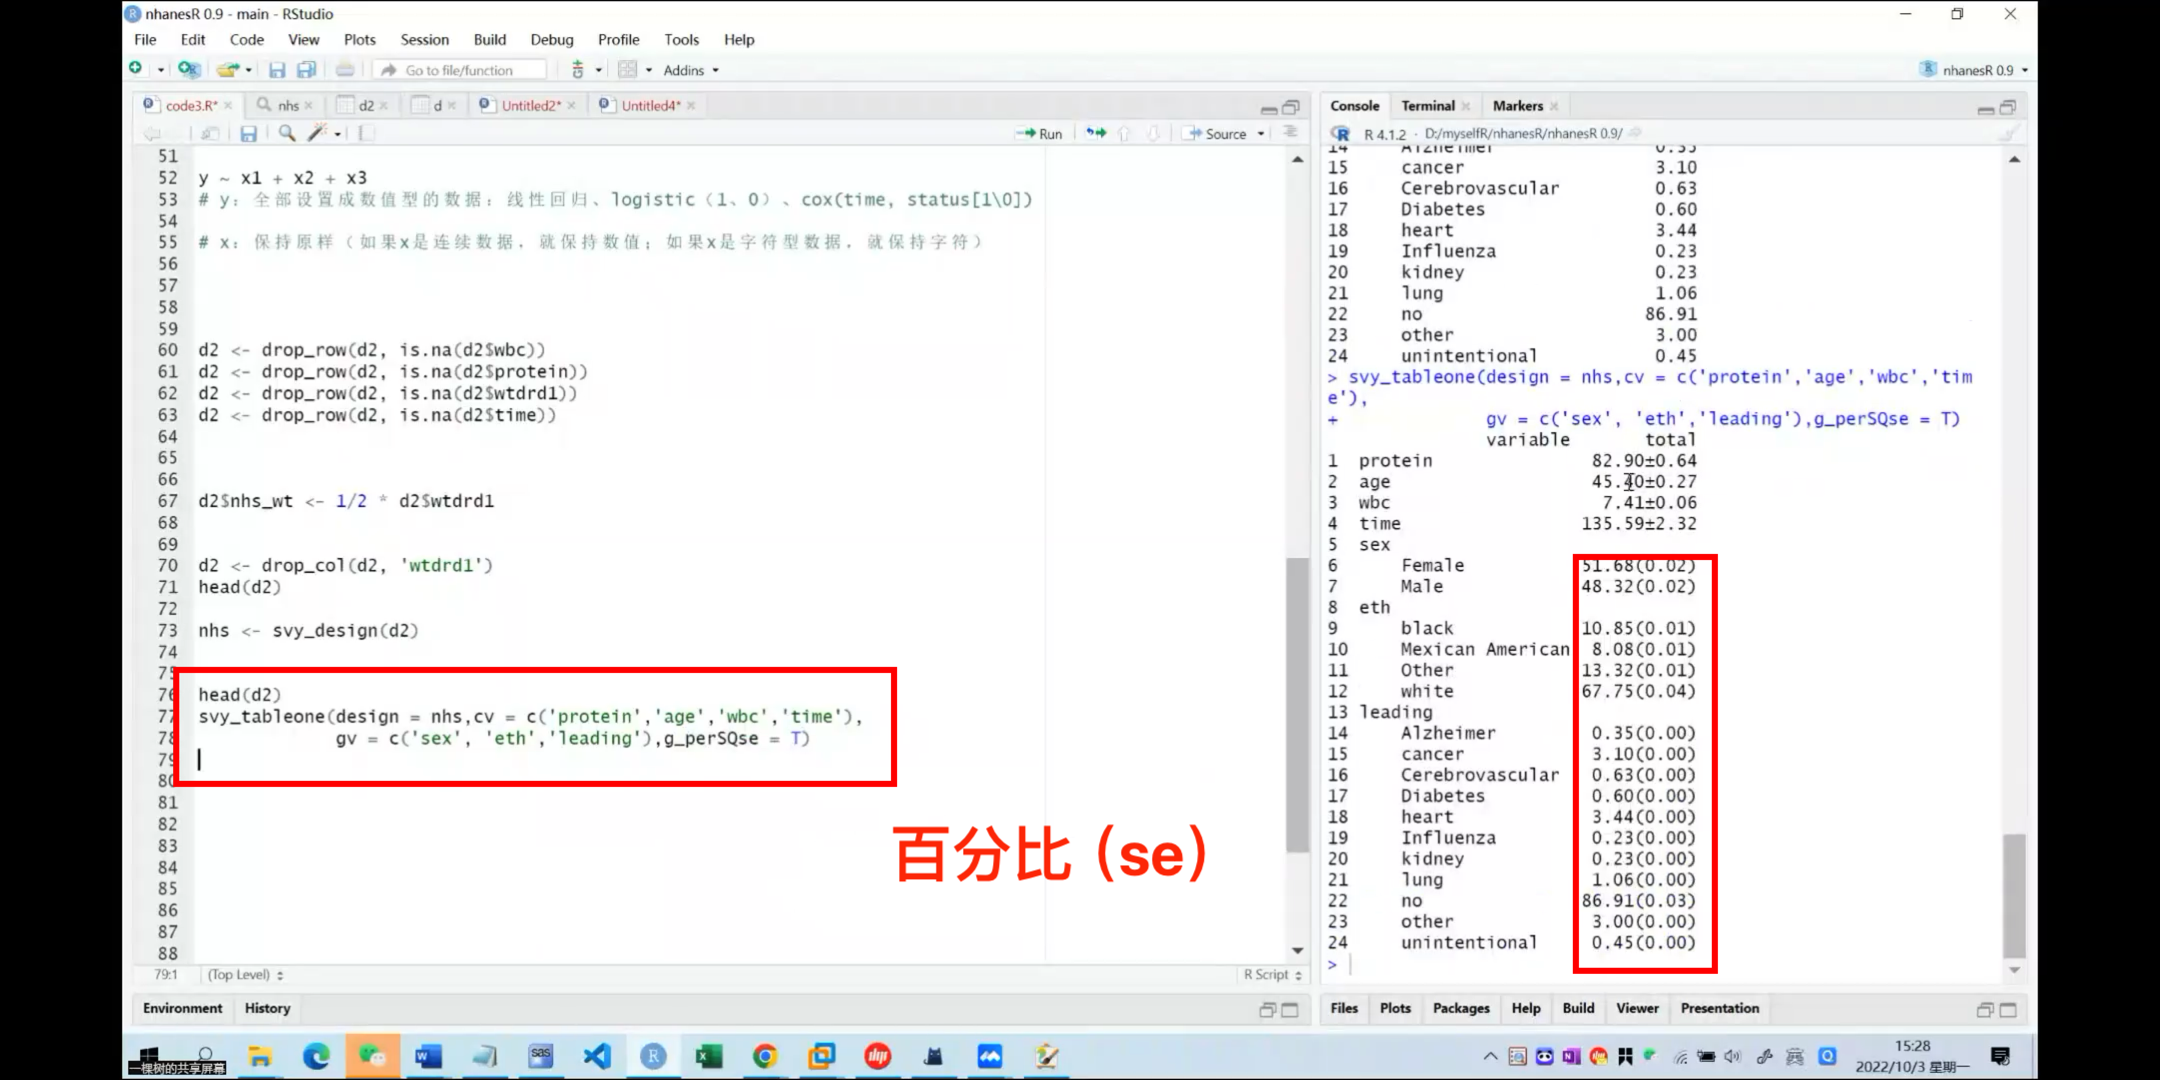 nhanesR 0.9 - main - RStudio
File Edit Code View Plots Session Build Debug Profile Tools Help
Go to file/function Addins nhanesR 0.9
code3.R* nhs d2 d Untitled2* Untitled4*
Run Source
51
52 y ~ x1 + x2 + x3
53 # y：全部设置成数值型的数据：线性回归、logistic（1、0）、cox(time, status[1\0])
54
55 # x：保持原样（如果x是连续数据，就保持数值；如果x是字符型数据，就保持字符）
56
57
58
59
60 d2 <- drop_row(d2, is.na(d2$wbc))
61 d2 <- drop_row(d2, is.na(d2$protein))
62 d2 <- drop_row(d2, is.na(d2$wtdrd1))
63 d2 <- drop_row(d2, is.na(d2$time))
64
65
66
67 d2$nhs_wt <- 1/2 * d2$wtdrd1
68
69
70 d2 <- drop_col(d2, 'wtdrd1')
71 head(d2)
72
73 nhs <- svy_design(d2)
74
75
76 head(d2)
77 svy_tableone(design = nhs,cv = c('protein','age','wbc','time'),
78 gv = c('sex', 'eth','leading'),g_perSQse = T)
79
80
81
82
83
84
85
86
87
88
百分比（se）
79:1 (Top Level) R Script
Environment History
Console Terminal Markers
R 4.1.2 · D:/myselfR/nhanesR/nhanesR 0.9/
14 Alzheimer 0.35
15 cancer 3.10
16 Cerebrovascular 0.63
17 Diabetes 0.60
18 heart 3.44
19 Influenza 0.23
20 kidney 0.23
21 lung 1.06
22 no 86.91
23 other 3.00
24 unintentional 0.45
> svy_tableone(design = nhs,cv = c('protein','age','wbc','tim
e'),
+ gv = c('sex', 'eth','leading'),g_perSQse = T)
variable total
1 protein 82.90±0.64
2 age 45.40±0.27
3 wbc 7.41±0.06
4 time 135.59±2.32
5 sex
6 Female 51.68(0.02)
7 Male 48.32(0.02)
8 eth
9 black 10.85(0.01)
10 Mexican American 8.08(0.01)
11 Other 13.32(0.01)
12 white 67.75(0.04)
13 leading
14 Alzheimer 0.35(0.00)
15 cancer 3.10(0.00)
16 Cerebrovascular 0.63(0.00)
17 Diabetes 0.60(0.00)
18 heart 3.44(0.00)
19 Influenza 0.23(0.00)
20 kidney 0.23(0.00)
21 lung 1.06(0.00)
22 no 86.91(0.03)
23 other 3.00(0.00)
24 unintentional 0.45(0.00)
>
Files Plots Packages Help Build Viewer Presentation
一棵树的共享屏幕
15:28
2022/10/3 星期一